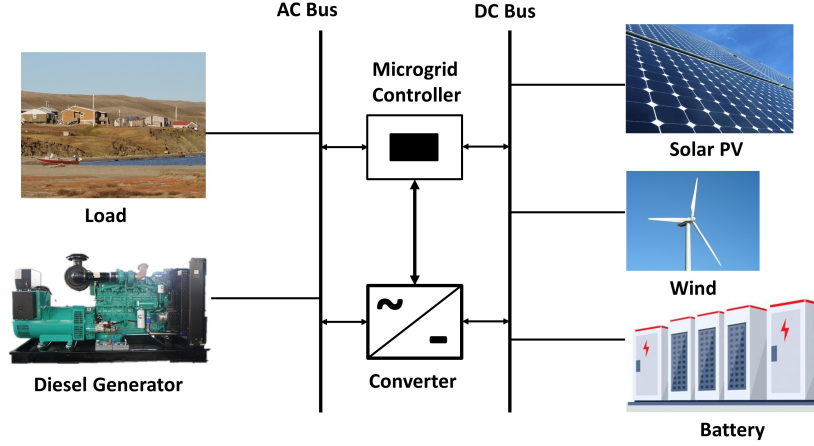 AC Bus
DC Bus
Microgrid
Controller
Solar PV
Load
Wind
Diesel Generator
Converter
Battery